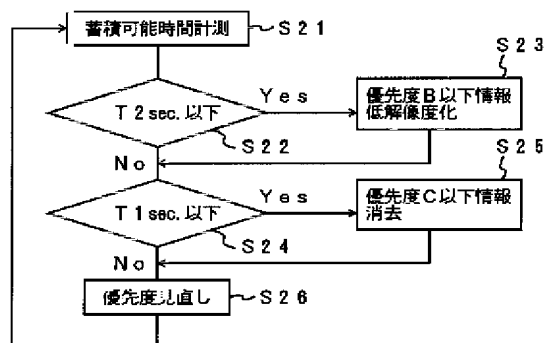 蓄積可能時間計測
S21
S23
T2sec.以下
Yes
優先度B以下情報
低解像度化
S22
No
S25
T1sec.以下
Yes
優先度C以下情報
消去
S24
No
優先度見直し
S26